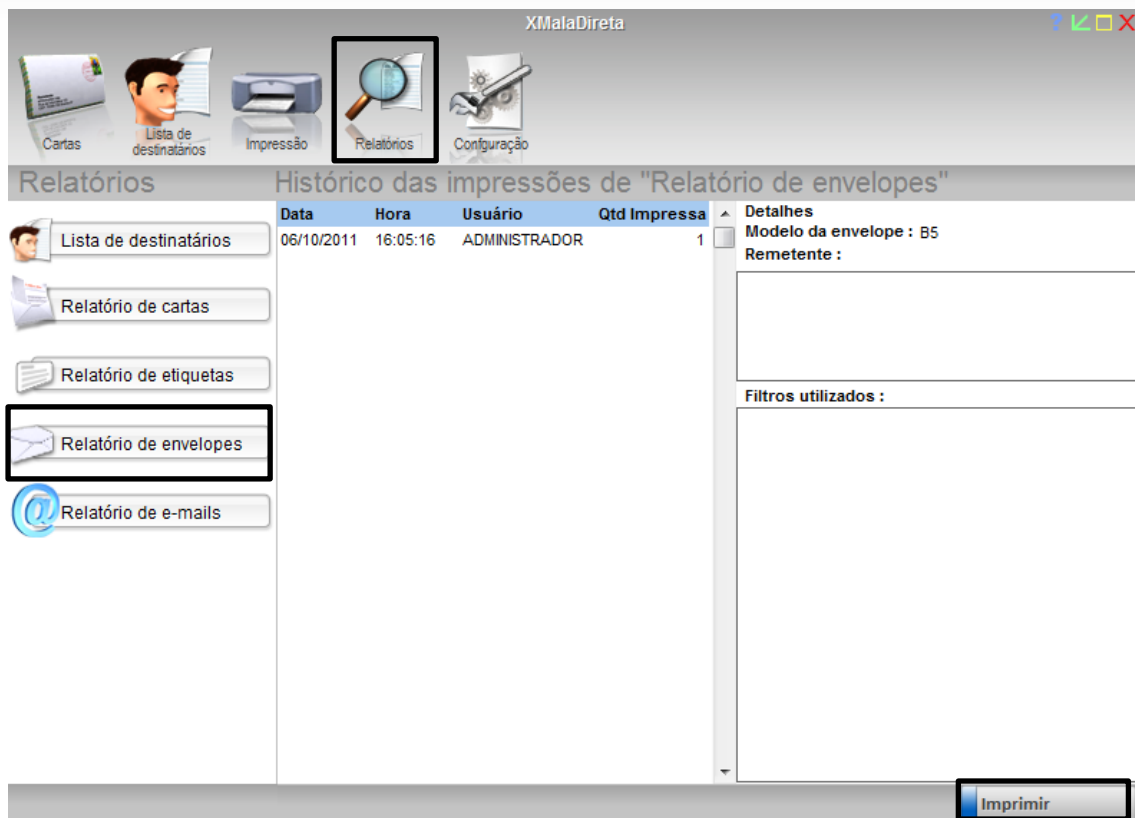 XMalaDireta
?
Cartas
Lista de
destinatários
Impressão
Relatórios
Confguração
Relatórios
Histórico das impressões de "Relatório de envelopes"
Lista de destinatários
Relatório de cartas
Relatório de etiquetas
Relatório de envelopes
@ Relatório de e-mails
Data Hora Usuário Qtd Impressa
06/10/2011 16:05:16 ADMINISTRADOR 1
Detalhes
Modelo da envelope : B5
Remetente :
Filtros utilizados :
Imprimir